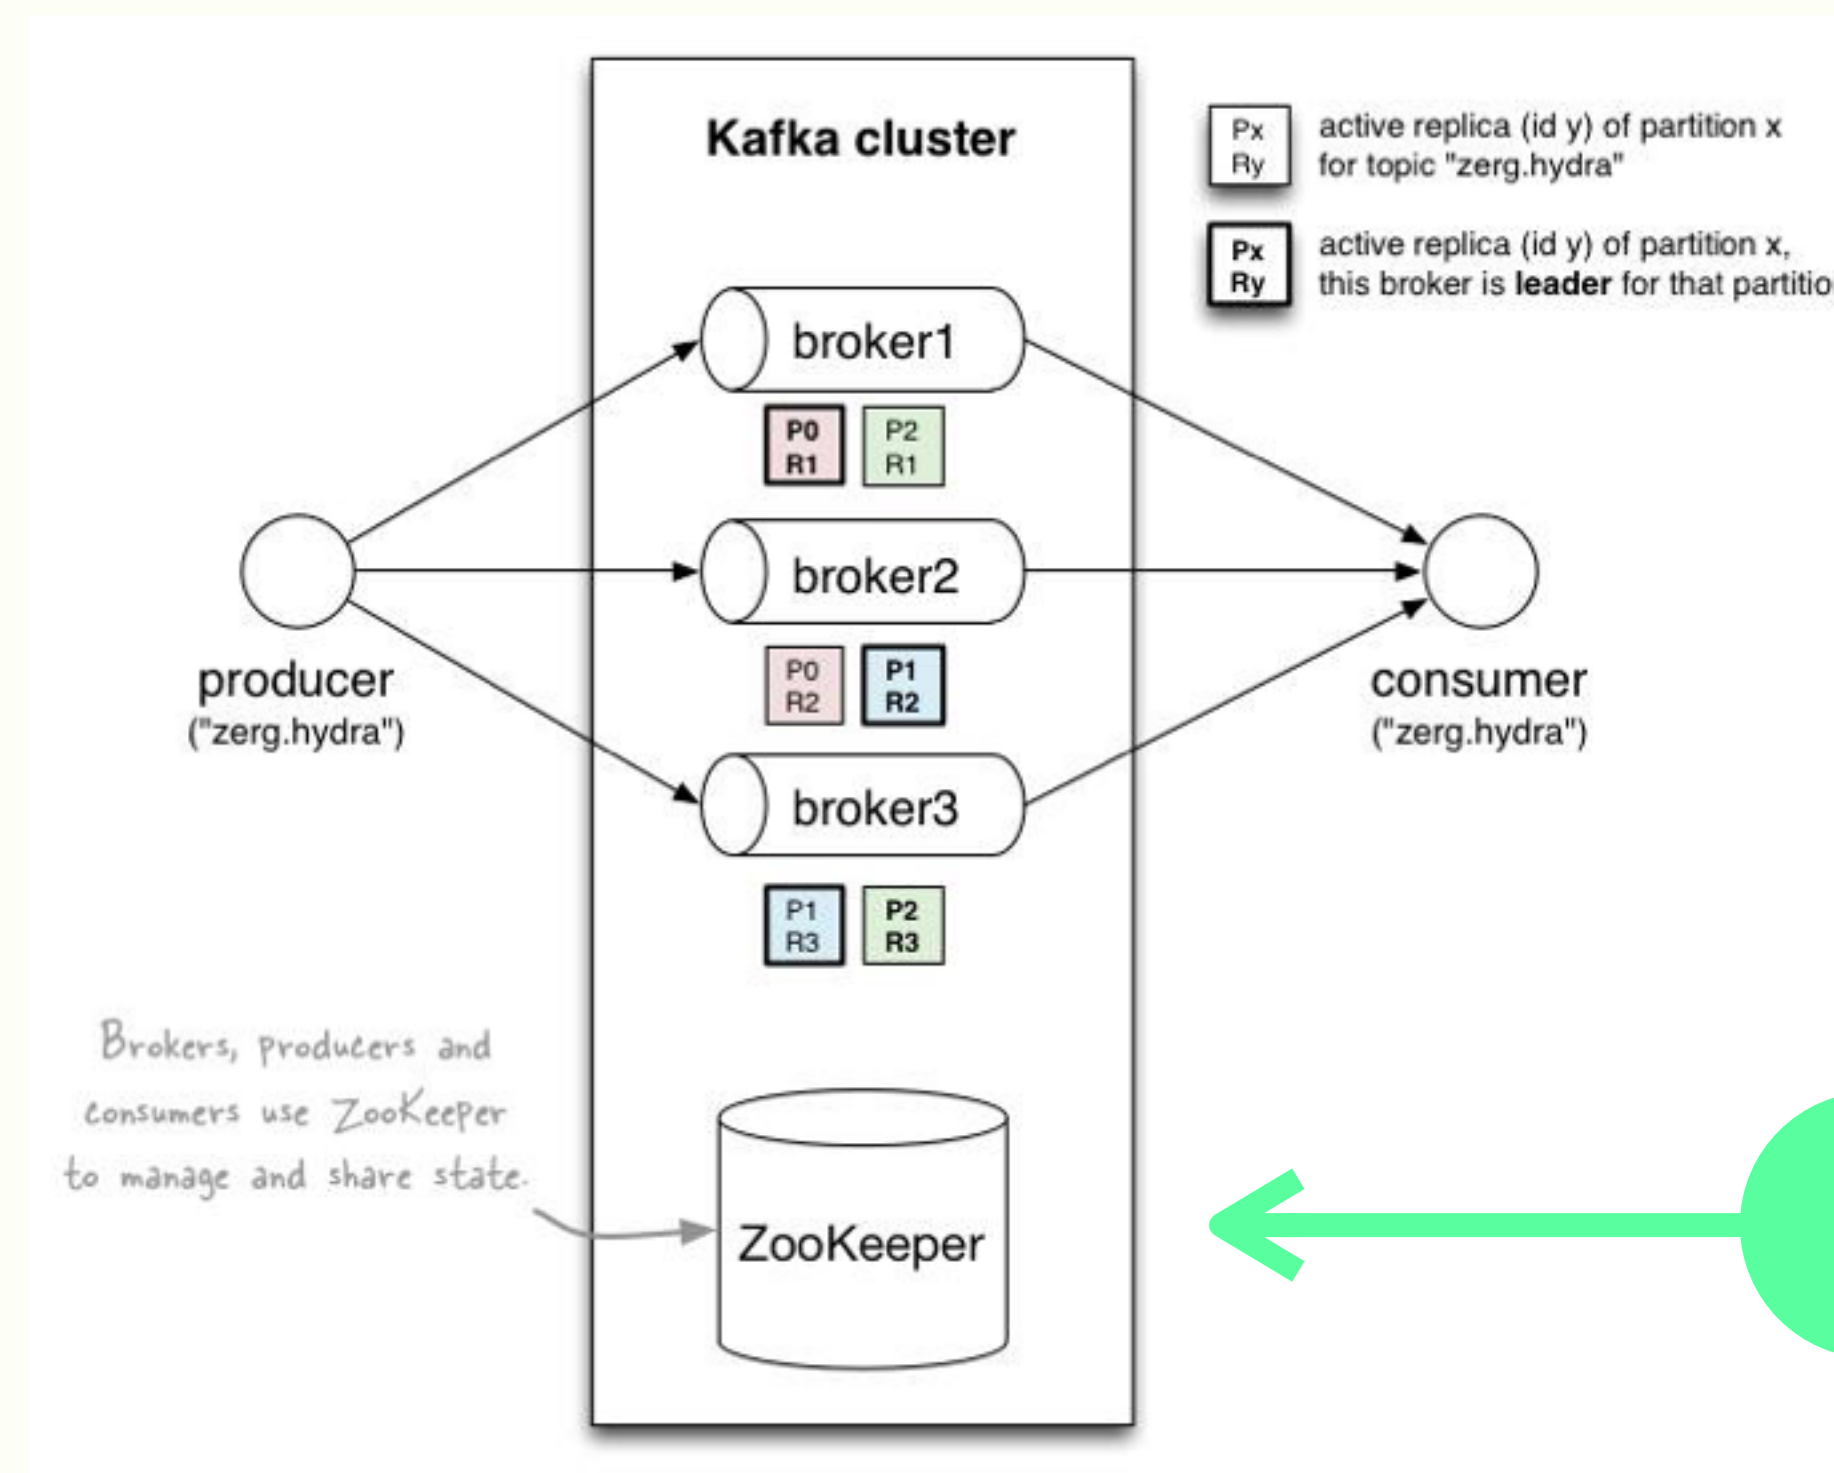 Kafka cluster
Px
Ry
active replica (id y) of partition x
for topic "zerg.hydra"
Px
Ry
active replica (id y) of partition x,
this broker is leader for that partitio
broker1
P0
R1
P2
R1
broker2
P0
R2
P1
R2
broker3
P1
R3
P2
R3
producer
("zerg.hydra")
consumer
("zerg.hydra")
Brokers, producers and
consumers use ZooKeeper
to manage and share state.
ZooKeeper